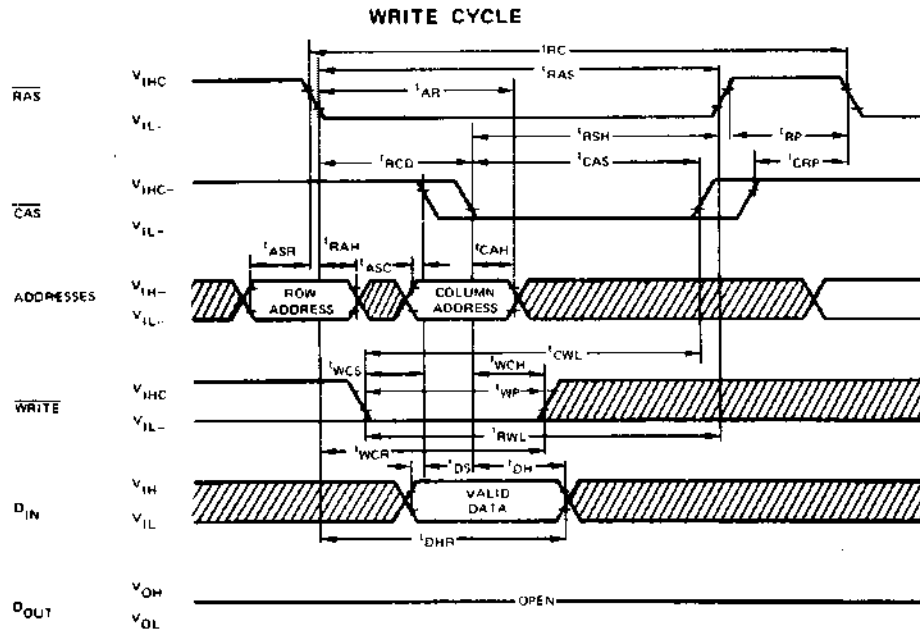 WRITE CYCLE
tRC
VIHC
tRAS
RAS
tAR
VIL-
tRSH
tRP
tRCD
tCAS
tCRP
VIHC-
CAS
VIL-
tASR
tRAH
tASC
tCAH
ADDRESSES
VIH-
ROW ADDRESS
COLUMN ADDRESS
VIL-
tCWL
tWCS
tWCH
VIHC
tWP
WRITE
VIL-
tRWL
tWCR
tDS
tDH
VIH
DIN
VALID DATA
VIL
tDHR
VOH
OPEN
DOUT
VOL